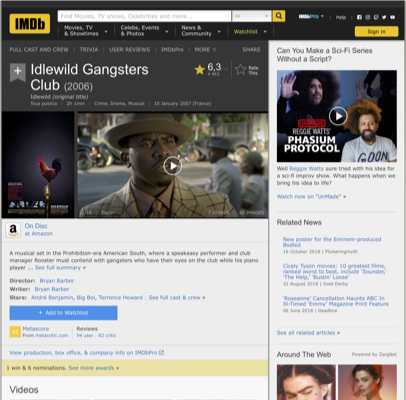 IMDb
Find Movies, TV shows, Celebrities and more...
All
IMDbPro
Help
Movies, TV & Showtimes
Celebs, Events & Photos
News & Community
Watchlist
Sign in
FULL CAST AND CREW | TRIVIA | USER REVIEWS | IMDbPro | MORE
SHARE
Idlewild Gangsters Club (2006)
Idlewild (original title)
Tous publics | 2h 1min | Crime, Drama, Musical | 10 January 2007 (France)
6,3
Rate This
On Disc
at Amazon
A musical set in the Prohibition-era American South, where a speakeasy performer and club
manager Rooster must contend with gangsters who have their eyes on the club while his piano
player ... See full summary »
Director: Bryan Barber
Writer: Bryan Barber
Stars: André Benjamin, Big Boi, Terrence Howard | See full cast & crew »
+ Add to Watchlist
Metascore
From metacritic.com
Reviews
94 user | 82 critic
View production, box office, & company info on IMDbPro
1 win & 6 nominations. See more awards »
Videos
Can You Make a Sci-Fi Series
Without a Script?
REGGIE WATTS'
PHASIUM
PROTOCOL
Well Reggie Watts sure tried with his idea for
a sci-fi improv show. What happens when we
bring his idea to life?
Watch now on "UnMade" »
Related News
New poster for the Eminem-produced
Bodied
16 October 2018 | Flickeringmyth
Cicely Tyson movies: 10 greatest films,
ranked worst to best, include 'Sounder,'
'The Help,' 'Bustin' Loose'
31 August 2018 | Gold Derby
'Roseanne' Cancellation Haunts ABC In
Ill-Timed 'Emmy' Magazine Print Feature
06 June 2018 | Deadline
See all related articles »
Around The Web
Powered by ZergNet